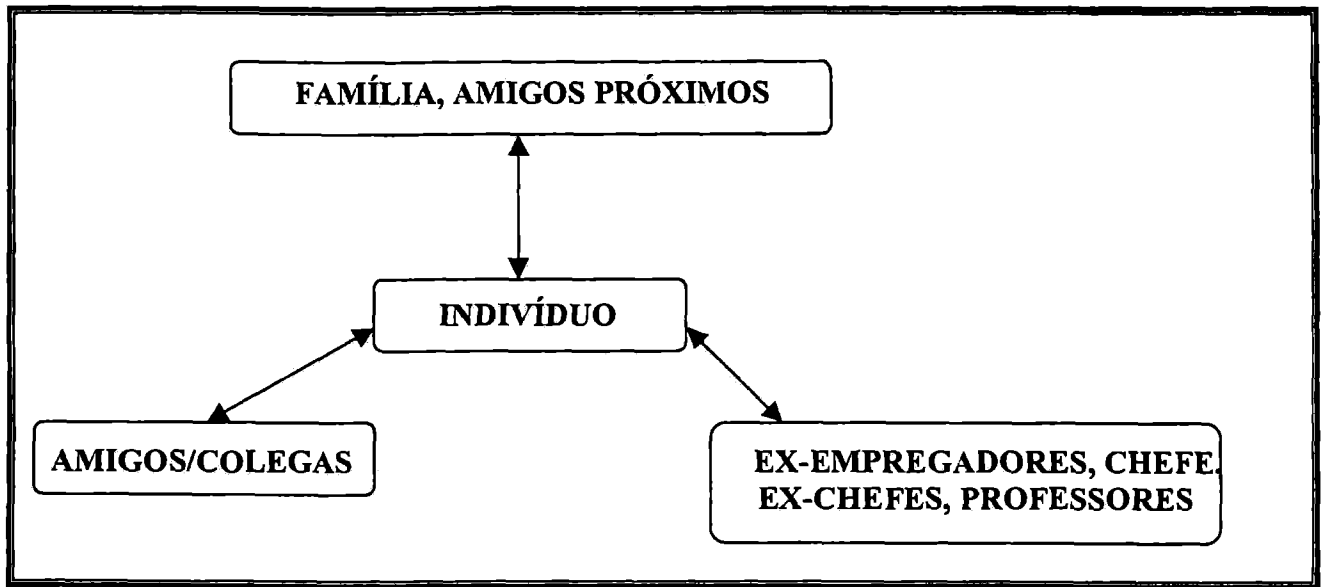 FAMÍLIA, AMIGOS PRÓXIMOS
INDIVÍDUO
AMIGOS/COLEGAS
EX-EMPREGADORES, CHEFE,
EX-CHEFES, PROFESSORES